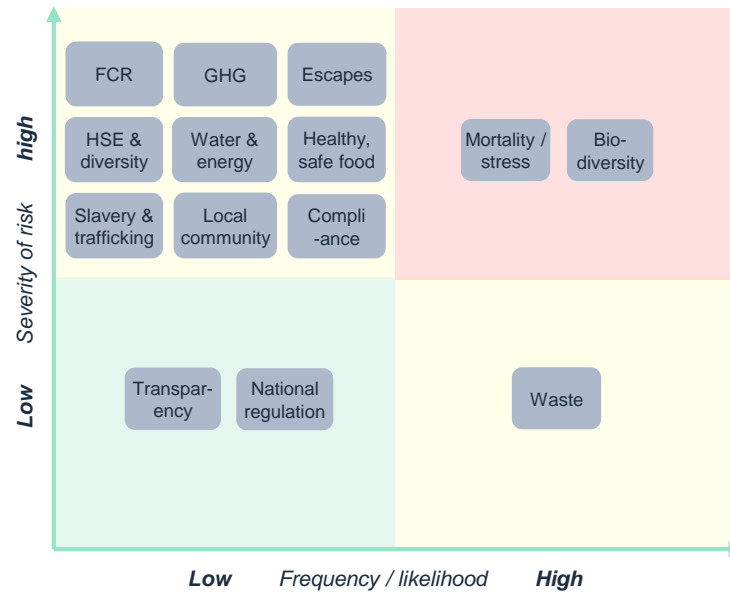 FCR
GHG
Escapes
HSE &
diversity
Water &
energy
Healthy,
safe food
Mortality /
stress
Bio-
diversity
Slavery &
trafficking
Local
community
Compli
-ance
Transpar-
ency
National
regulation
Waste
Low Severity of risk high
Low Frequency / likelihood High